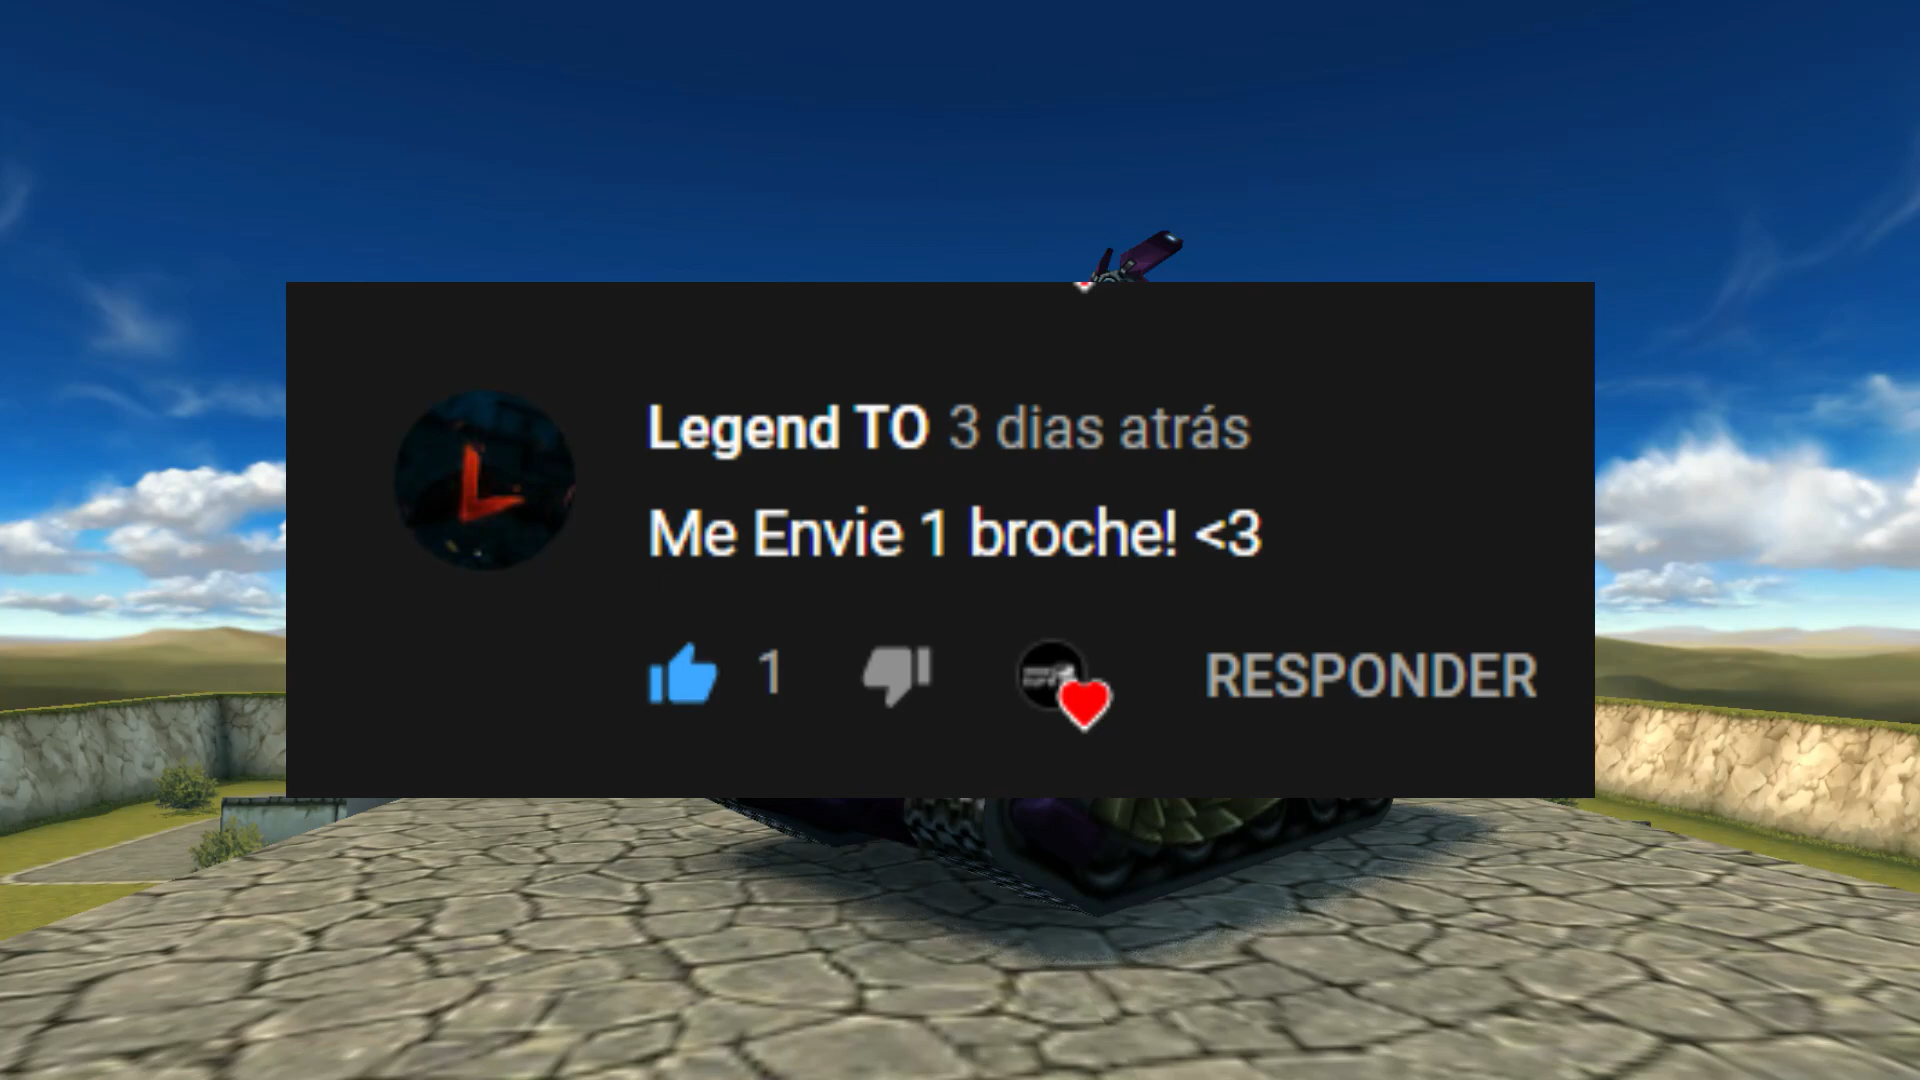 Legend TO 3 dias atrás
Me Envie 1 broche! <3
1 RESPONDER